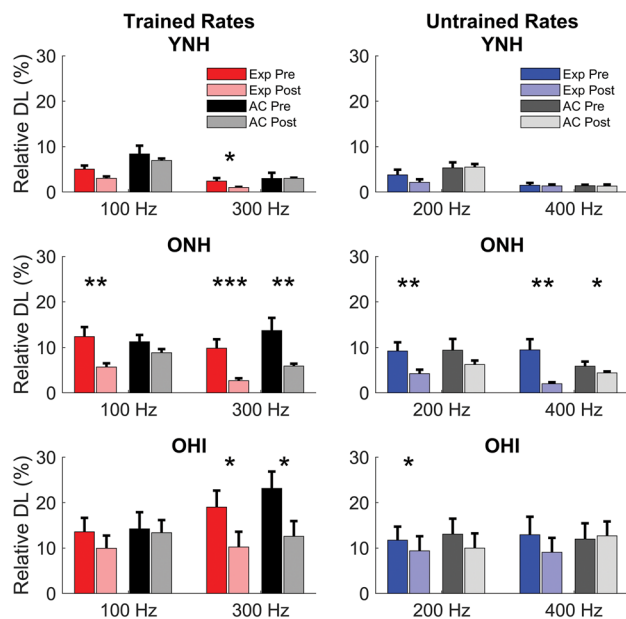 Trained Rates
YNH
Relative DL (%)
30
20
10
0
Exp Pre
Exp Post
AC Pre
AC Post
*
100 Hz
300 Hz
Untrained Rates
YNH
30
20
10
0
Exp Pre
Exp Post
AC Pre
AC Post
200 Hz
400 Hz
ONH
Relative DL (%)
30
20
10
0
**
***
**
100 Hz
300 Hz
ONH
30
20
10
0
**
**
*
200 Hz
400 Hz
OHI
Relative DL (%)
30
20
10
0
*
*
100 Hz
300 Hz
OHI
30
20
10
0
*
200 Hz
400 Hz